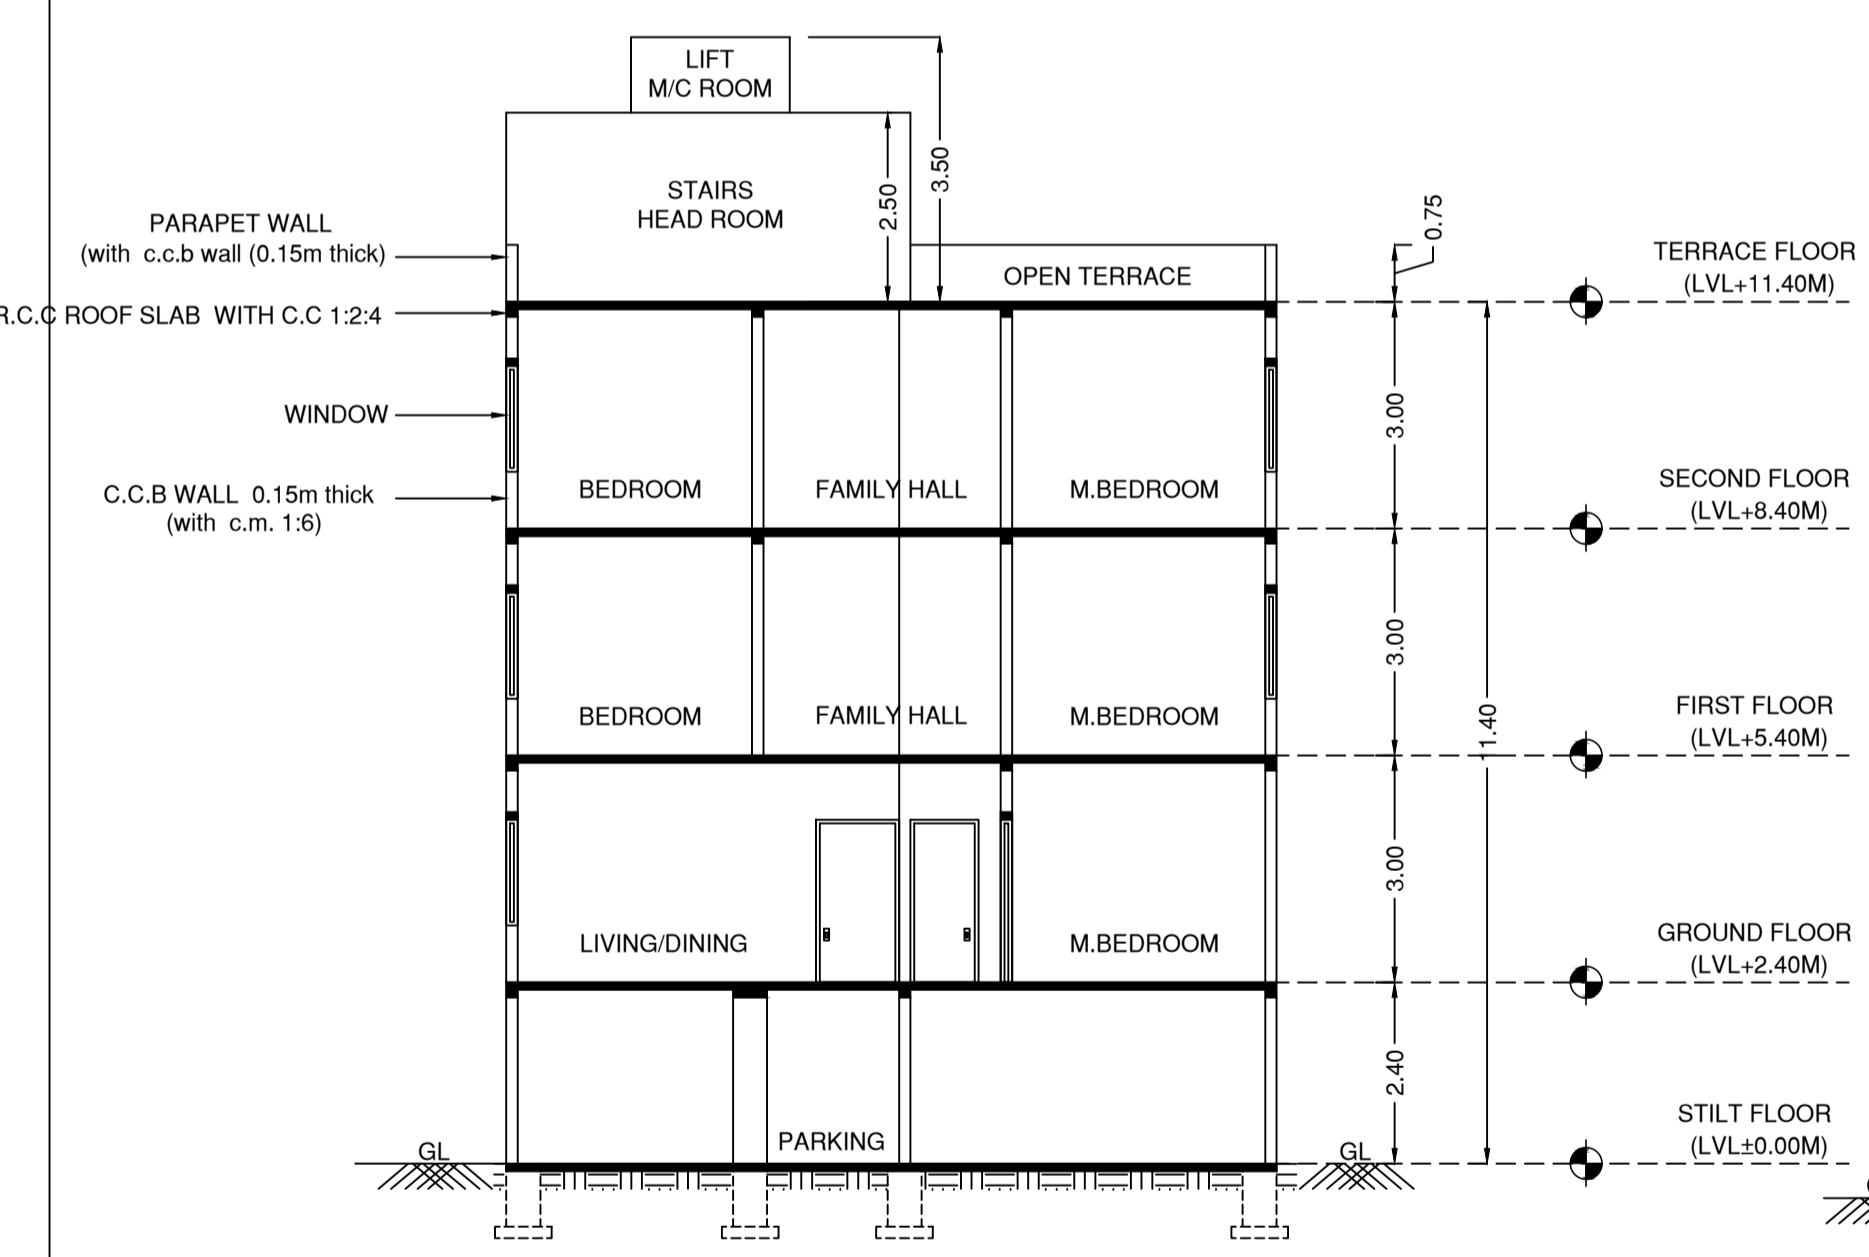 LIFT
M/C ROOM
3.50
2.50
STAIRS
HEAD ROOM
0.75
PARAPET WALL
(with c.c.b wall (0.15m thick)
OPEN TERRACE
TERRACE FLOOR
(LVL+11.40M)
R.C.C ROOF SLAB WITH C.C 1:2:4
WINDOW
3.00
C.C.B WALL 0.15m thick
(with c.m. 1:6)
BEDROOM
FAMILY HALL
M.BEDROOM
SECOND FLOOR
(LVL+8.40M)
3.00
BEDROOM
FAMILY HALL
M.BEDROOM
11.40
FIRST FLOOR
(LVL+5.40M)
3.00
LIVING/DINING
M.BEDROOM
GROUND FLOOR
(LVL+2.40M)
2.40
PARKING
STILT FLOOR
(LVL±0.00M)
GL
GL